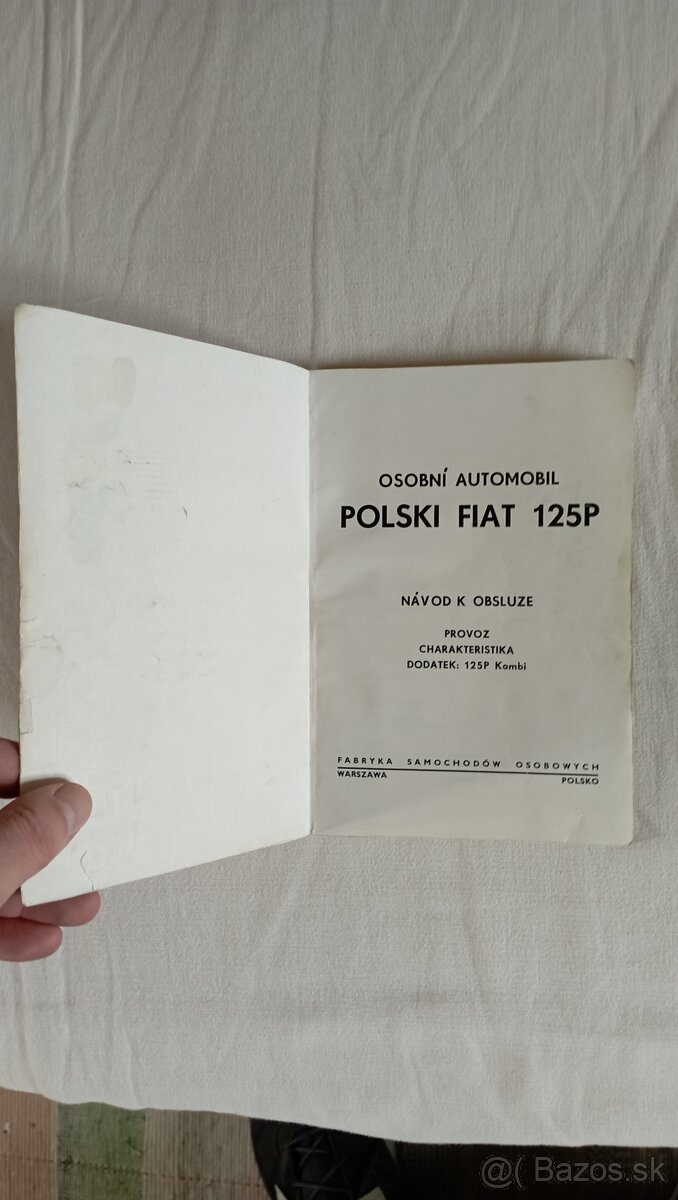 OSOBNÍ AUTOMOBIL
POLSKI FIAT 125P
NÁVOD K OBSLUZE
PROVOZ
CHARAKTERISTIKA
DODATEK: 125P Kombi
FABRYKA SAMOCHODÓW OSOBOWYCH
WARSZAWA POLSKO
@( Bazos.sk